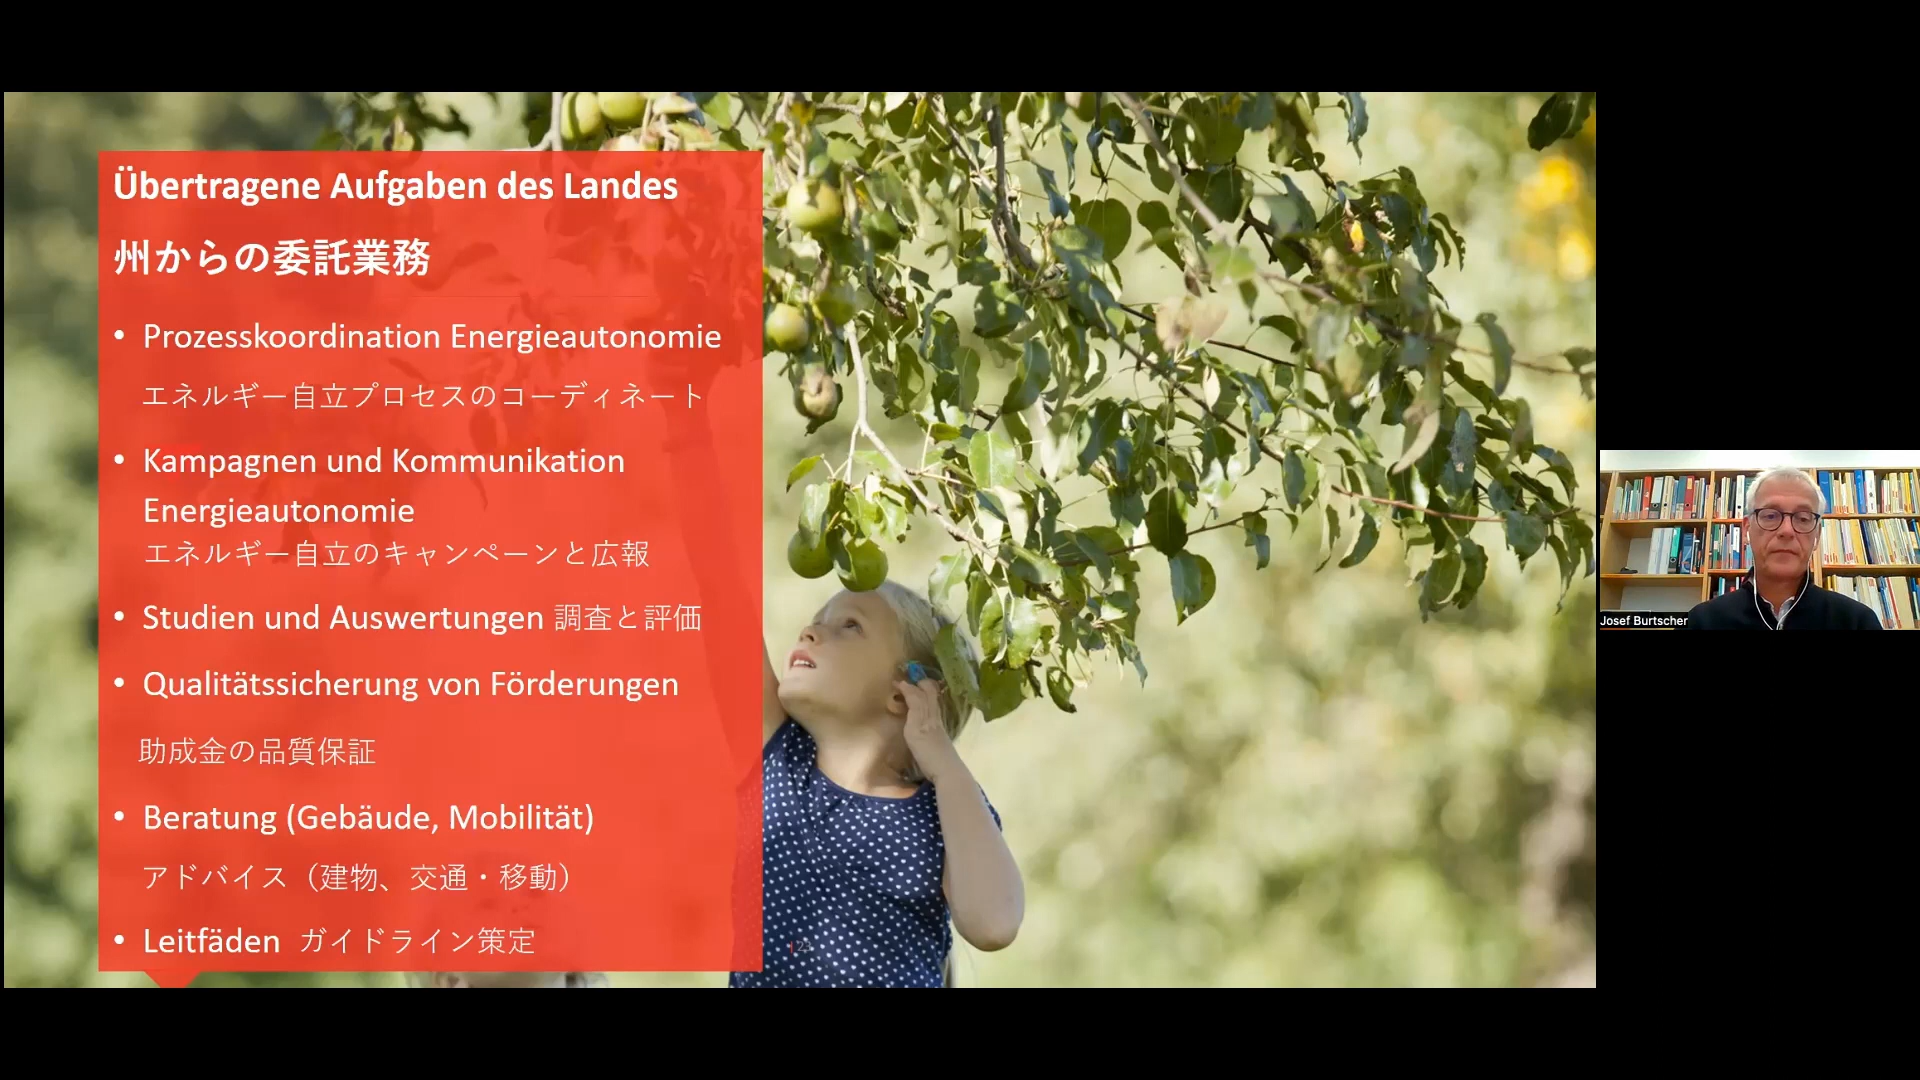 Übertragene Aufgaben des Landes
州からの委託業務
• Prozesskoordination Energieautonomie
エネルギー自立プロセスのコーディネート
• Kampagnen und Kommunikation
Energieautonomie
エネルギー自立のキャンペーンと広報
• Studien und Auswertungen 調査と評価
• Qualitätssicherung von Förderungen
助成金の品質保証
• Beratung (Gebäude, Mobilität)
アドバイス（建物、交通・移動）
• Leitfäden ガイドライン策定
| 23
Josef Burtscher